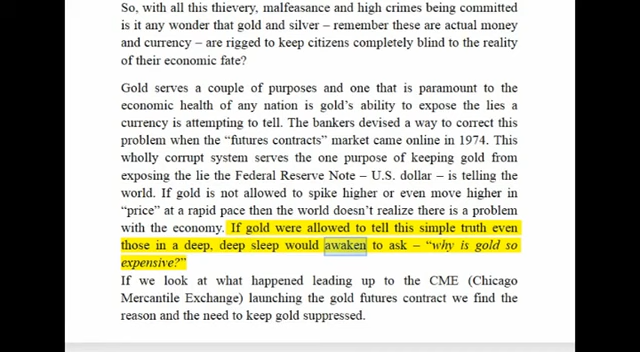 So, with all this thievery, malfeasance and high crimes being committed
is it any wonder that gold and silver – remember these are actual money
and currency – are rigged to keep citizens completely blind to the reality
of their economic fate?
Gold serves a couple of purposes and one that is paramount to the
economic health of any nation is gold's ability to expose the lies a
currency is attempting to tell. The bankers devised a way to correct this
problem when the “futures contracts” market came online in 1974. This
wholly corrupt system serves the one purpose of keeping gold from
exposing the lie the Federal Reserve Note – U.S. dollar – is telling the
world. If gold is not allowed to spike higher or even move higher in
“price” at a rapid pace then the world doesn't realize there is a problem
with the economy. If gold were allowed to tell this simple truth even
those in a deep, deep sleep would awaken to ask – “why is gold so
expensive?”
If we look at what happened leading up to the CME (Chicago
Mercantile Exchange) launching the gold futures contract we find the
reason and the need to keep gold suppressed.